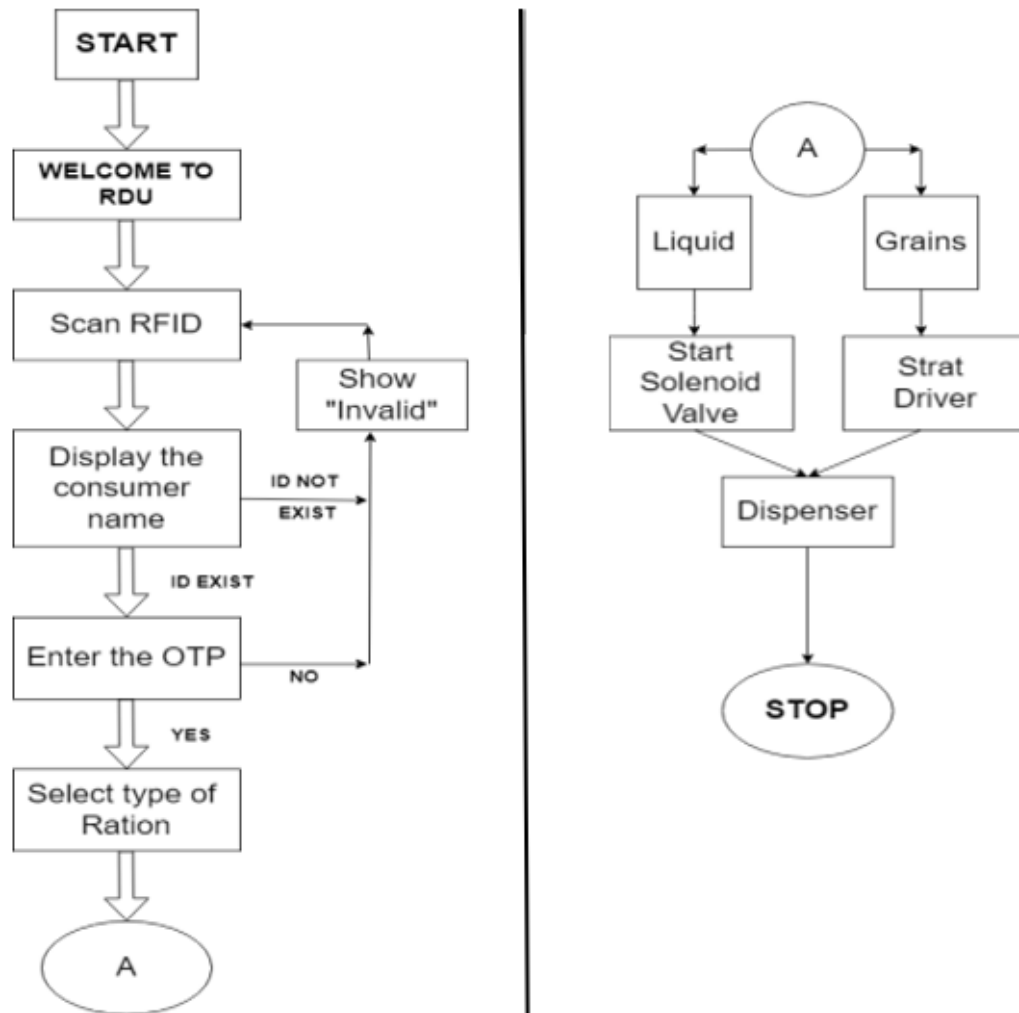 START
WELCOME TO
RDU
Scan RFID
Show
"Invalid"
Display the
consumer
name
ID NOT
EXIST
ID EXIST
Enter the OTP
NO
YES
Select type of
Ration
A
A
Liquid
Grains
Start
Solenoid
Valve
Strat
Driver
Dispenser
STOP